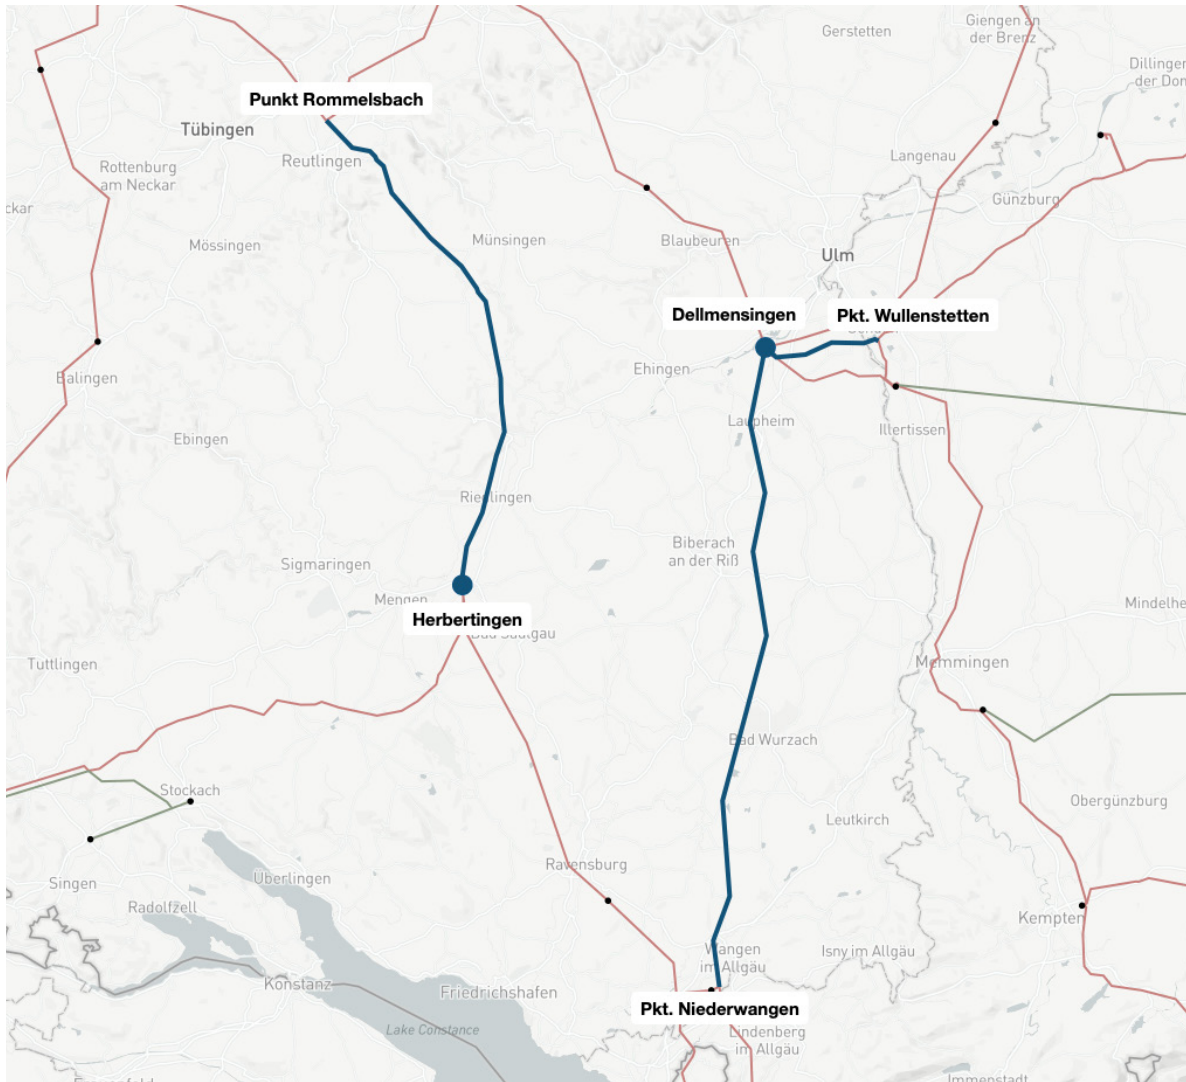 Giengen an
der Brenz
Gerstetten
Dillingen
der Don
Punkt Rommelsbach
Tübingen
Reutlingen
Rottenburg
am Neckar
Langenau
Günzburg
ckar
Mössingen
Münsingen
Blaubeuren
Ulm
Dellmensingen
Pkt. Wullenstetten
Ehingen
Balingen
Laupheim
Illertissen
Ebingen
Riedlingen
Biberach
an der Riß
Sigmaringen
Mengen
Mindelhe
Herbertingen
Bad Saulgau
Tuttlingen
Memmingen
Bad Wurzach
Stockach
Obergünzburg
Leutkirch
Ravensburg
Singen
Überlingen
Radolfzell
Kempten
Wangen
im Allgäu
Isny im Allgäu
Konstanz
Friedrichshafen
Pkt. Niederwangen
Lake Constance
Lindenberg
im Allgäu
Immenstadt